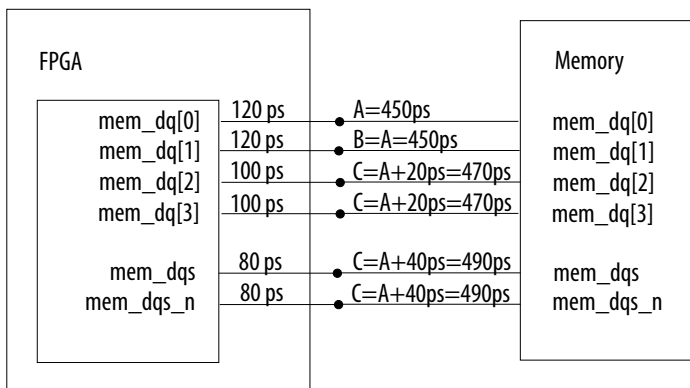 FPGA
Memory
mem_dq[0] 120 ps A=450ps mem_dq[0]
mem_dq[1] 120 ps B=A=450ps mem_dq[1]
mem_dq[2] 100 ps C=A+20ps=470ps mem_dq[2]
mem_dq[3] 100 ps C=A+20ps=470ps mem_dq[3]
mem_dqs 80 ps C=A+40ps=490ps mem_dqs
mem_dqs_n 80 ps C=A+40ps=490ps mem_dqs_n